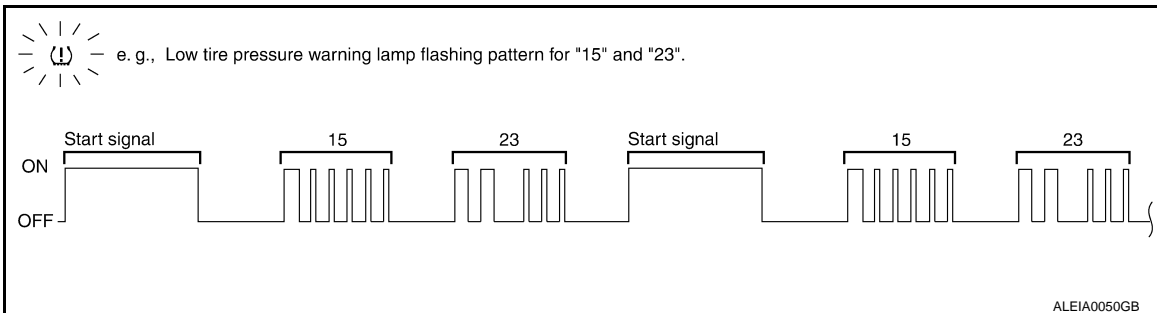 e. g., Low tire pressure warning lamp flashing pattern for "15" and "23".
Start signal 15 23 Start signal 15 23
ON
OFF
ALEIA0050GB